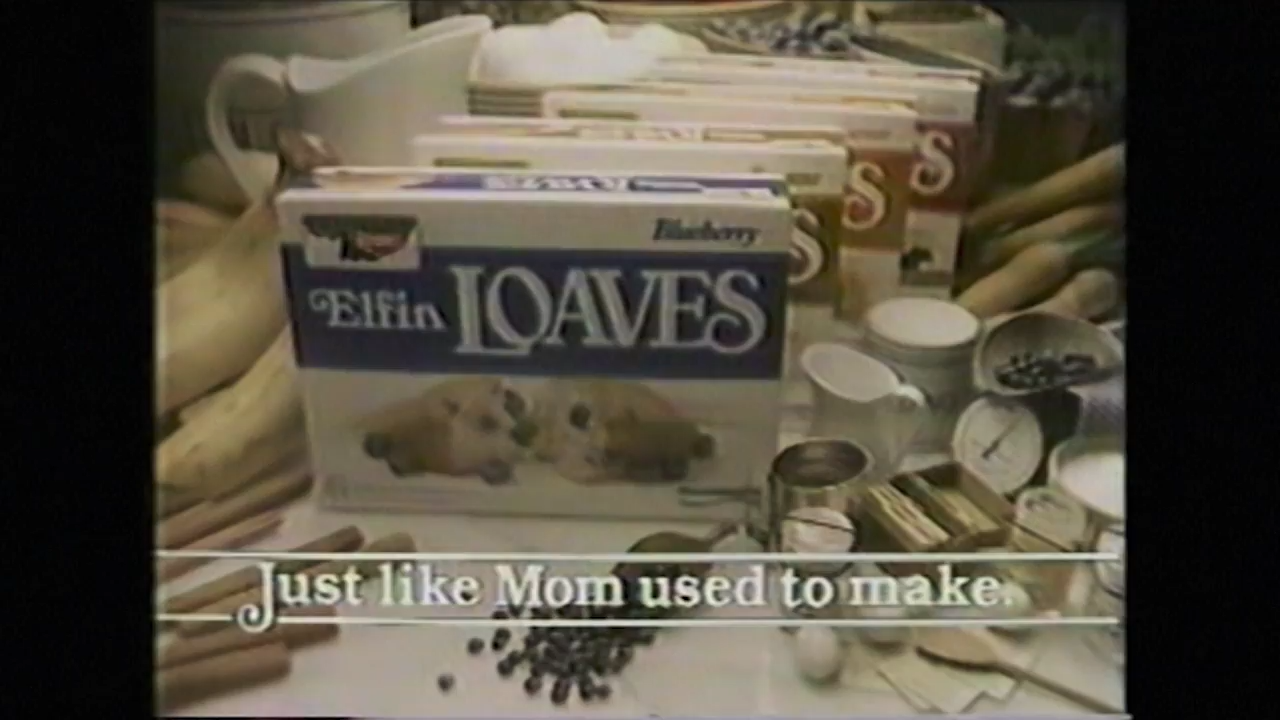 Blueberry
Elfin LOAVES
S
S
S
Just like Mom used to make.